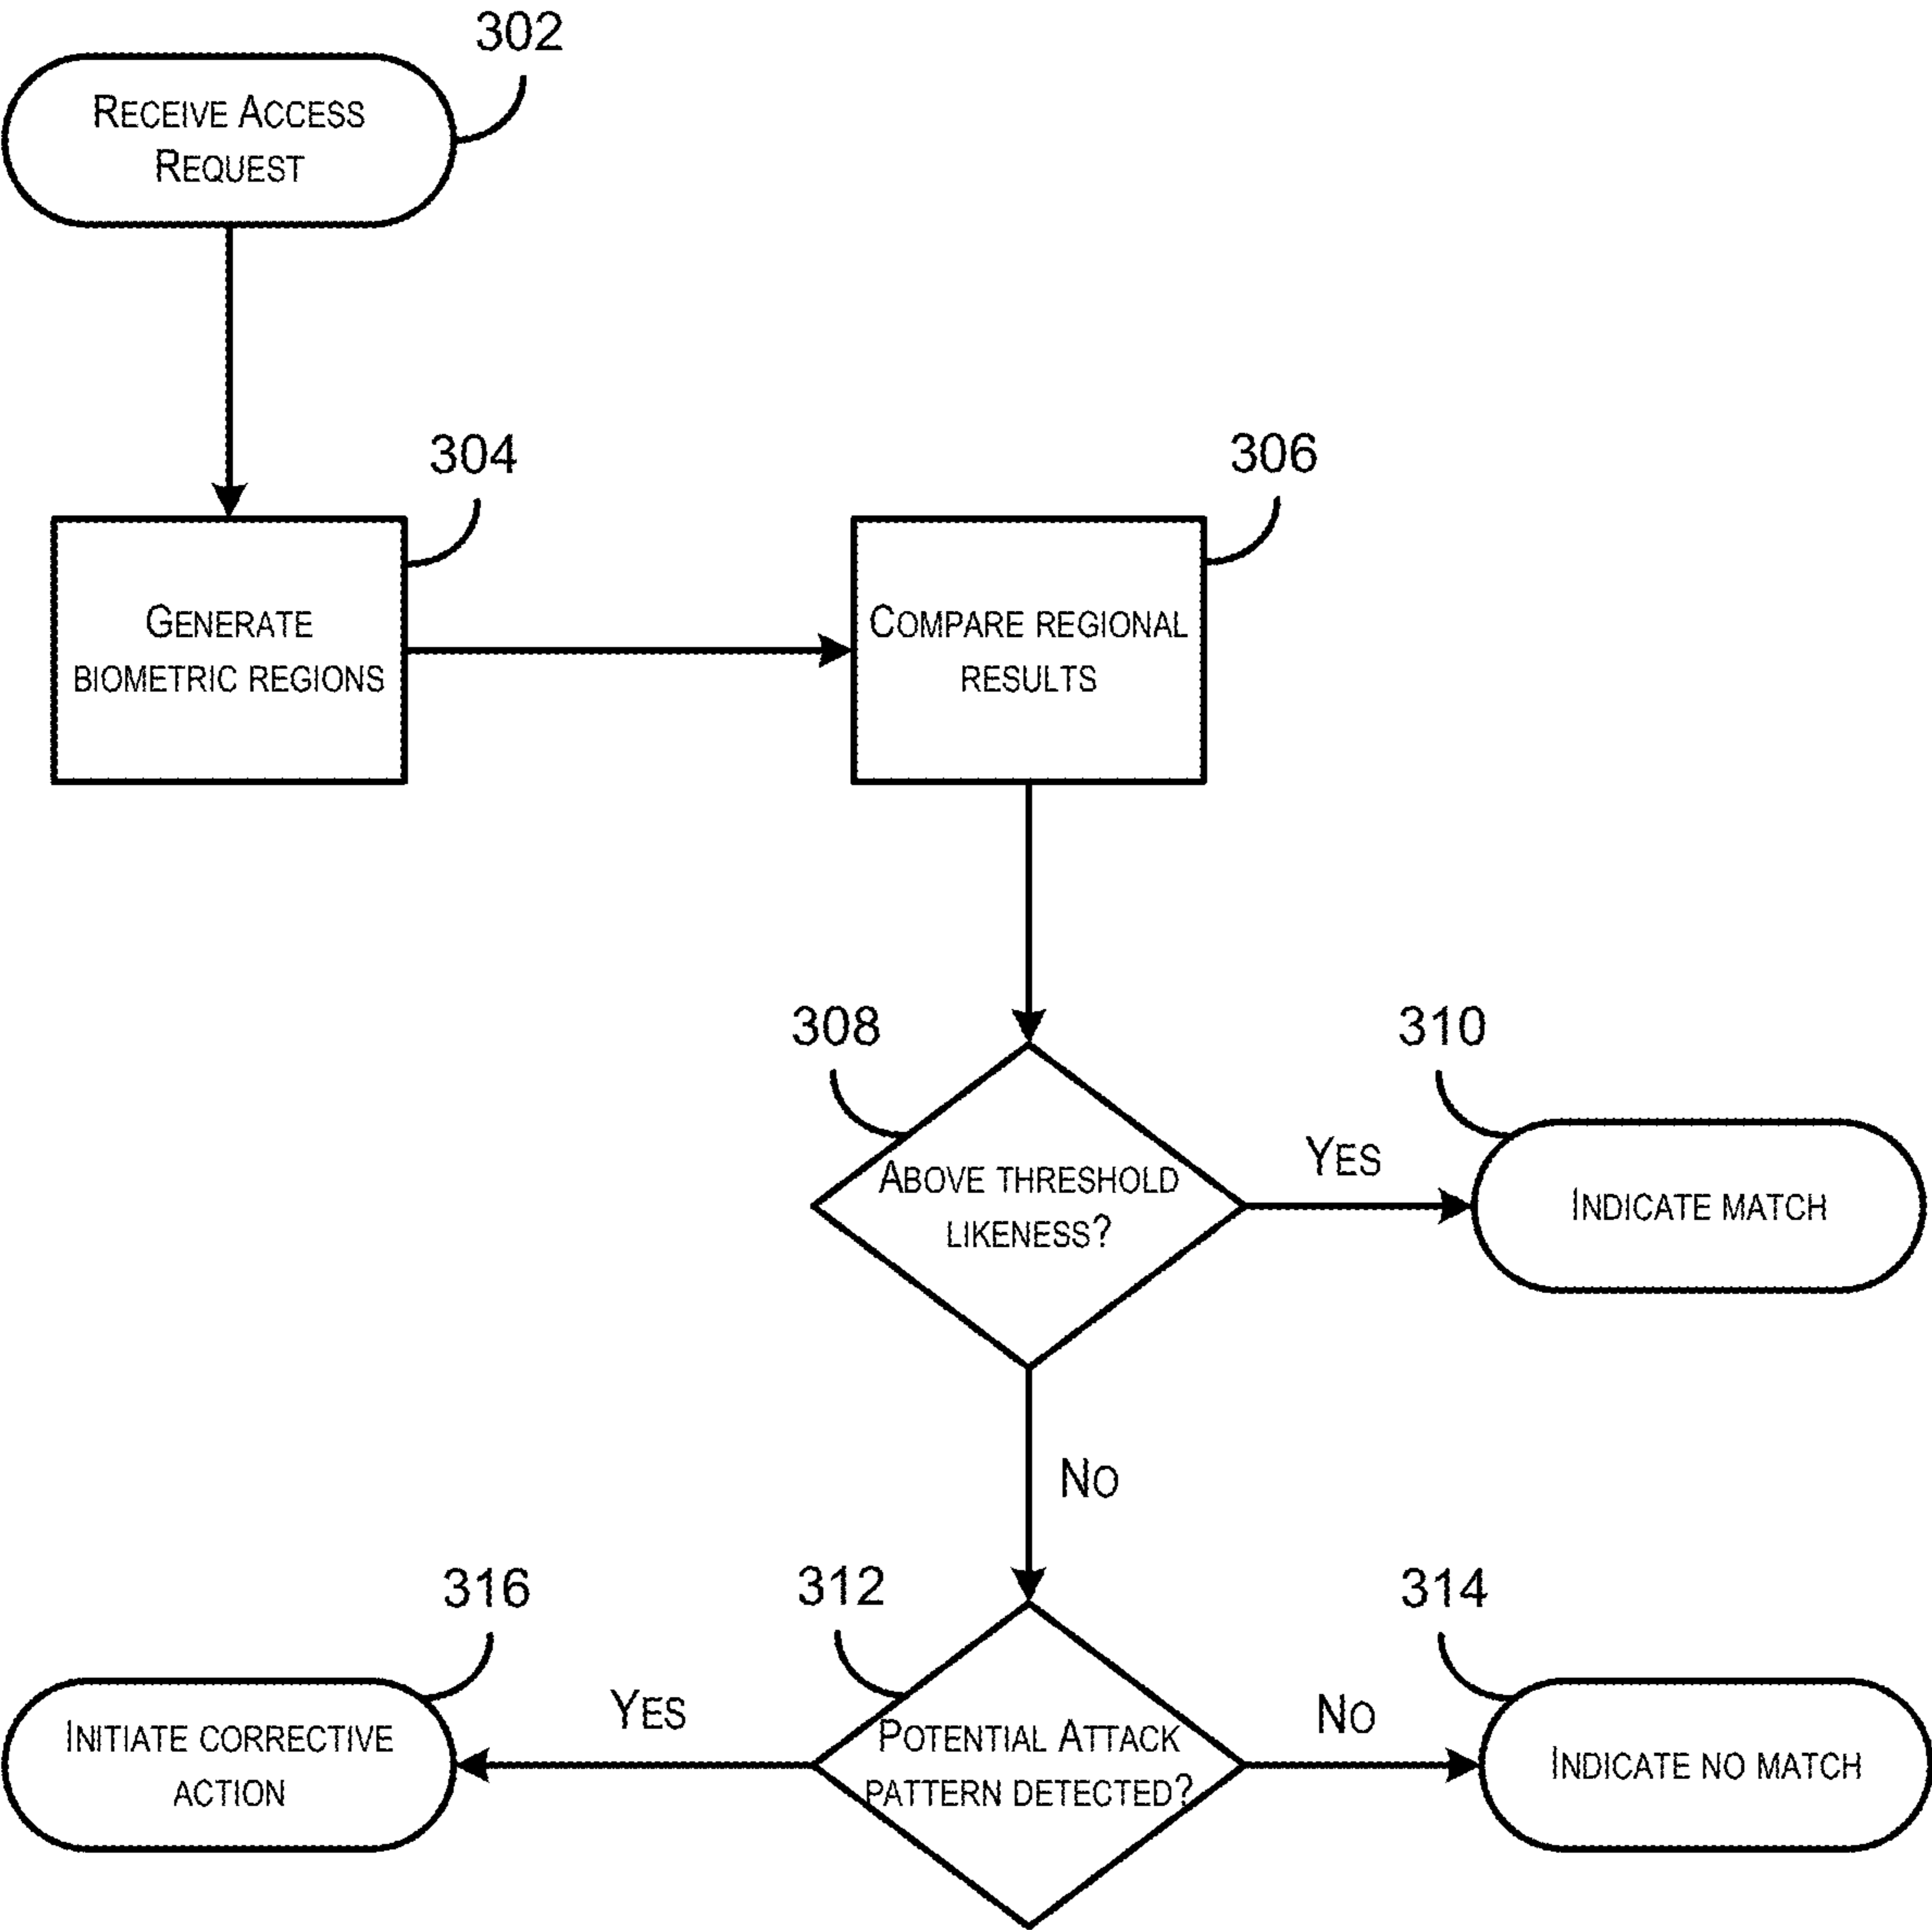 302
RECEIVE ACCESS
REQUEST
304
306
GENERATE
BIOMETRIC REGIONS
COMPARE REGIONAL
RESULTS
308
310
ABOVE THRESHOLD
LIKENESS?
YES
INDICATE MATCH
NO
316
312
314
INITIATE CORRECTIVE
ACTION
YES
POTENTIAL ATTACK
PATTERN DETECTED?
NO
INDICATE NO MATCH